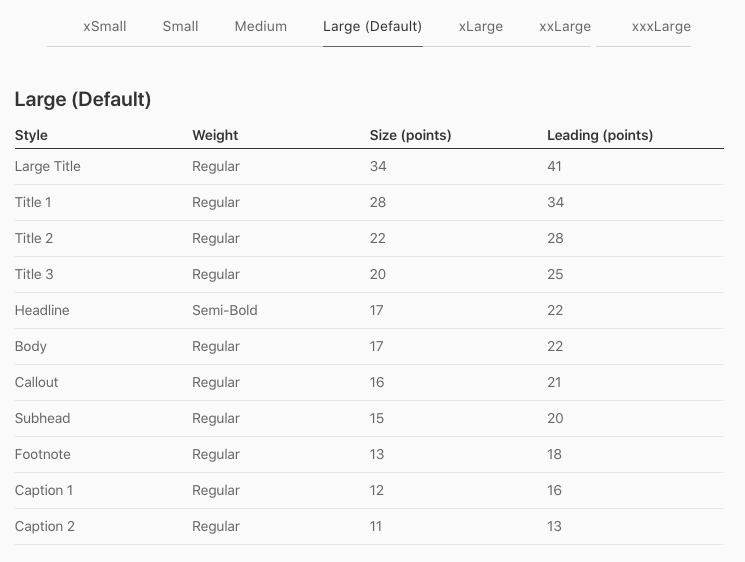 xSmall Small Medium Large (Default) xLarge xxLarge xxxLarge
Large (Default)
Style Weight Size (points) Leading (points)
Large Title Regular 34 41
Title 1 Regular 28 34
Title 2 Regular 22 28
Title 3 Regular 20 25
Headline Semi-Bold 17 22
Body Regular 17 22
Callout Regular 16 21
Subhead Regular 15 20
Footnote Regular 13 18
Caption 1 Regular 12 16
Caption 2 Regular 11 13